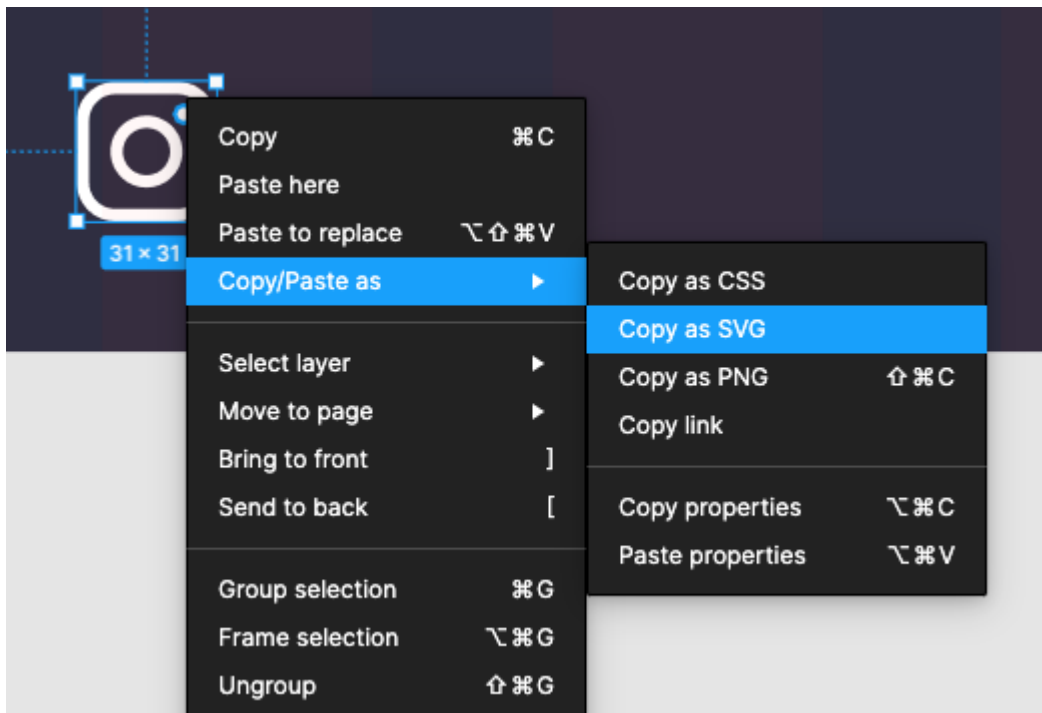 31 × 31
Copy ⌘C
Paste here
Paste to replace ⌥⇧⌘V
Copy/Paste as ▶
Select layer ▶
Move to page ▶
Bring to front ]
Send to back [
Group selection ⌘G
Frame selection ⌥⌘G
Ungroup ⇧⌘G
Copy as CSS
Copy as SVG
Copy as PNG ⇧⌘C
Copy link
Copy properties ⌥⌘C
Paste properties ⌥⌘V